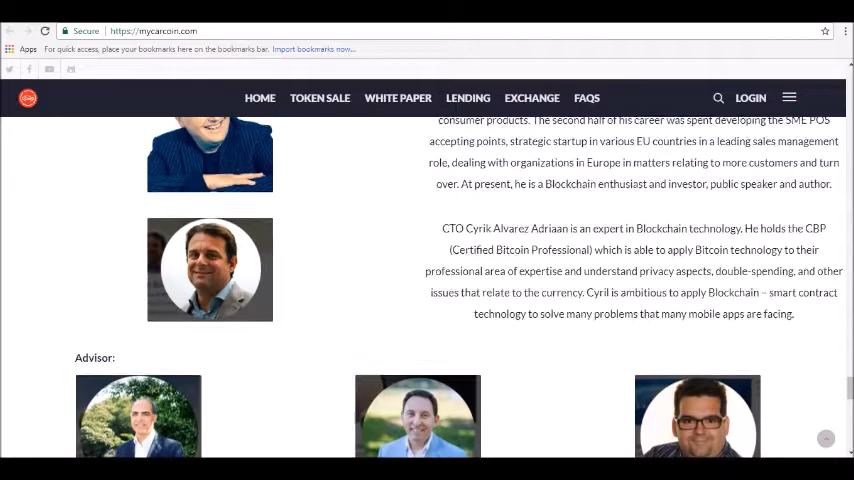 Secure https://mycarcoin.com
Apps For quick access, place your bookmarks here on the bookmarks bar. Import bookmarks now...
HOME TOKEN SALE WHITE PAPER LENDING EXCHANGE FAQS LOGIN
consumer products. The second half of his career was spent developing the SME POS
accepting points, strategic startup in various EU countries in a leading sales management
role, dealing with organizations in Europe in matters relating to more customers and turn
over. At present, he is a Blockchain enthusiast and investor, public speaker and author.
CTO Cyrik Alvarez Adriaan is an expert in Blockchain technology. He holds the CBP
(Certified Bitcoin Professional) which is able to apply Bitcoin technology to their
professional area of expertise and understand privacy aspects, double-spending, and other
issues that relate to the currency. Cyril is ambitious to apply Blockchain – smart contract
technology to solve many problems that many mobile apps are facing.
Advisor: